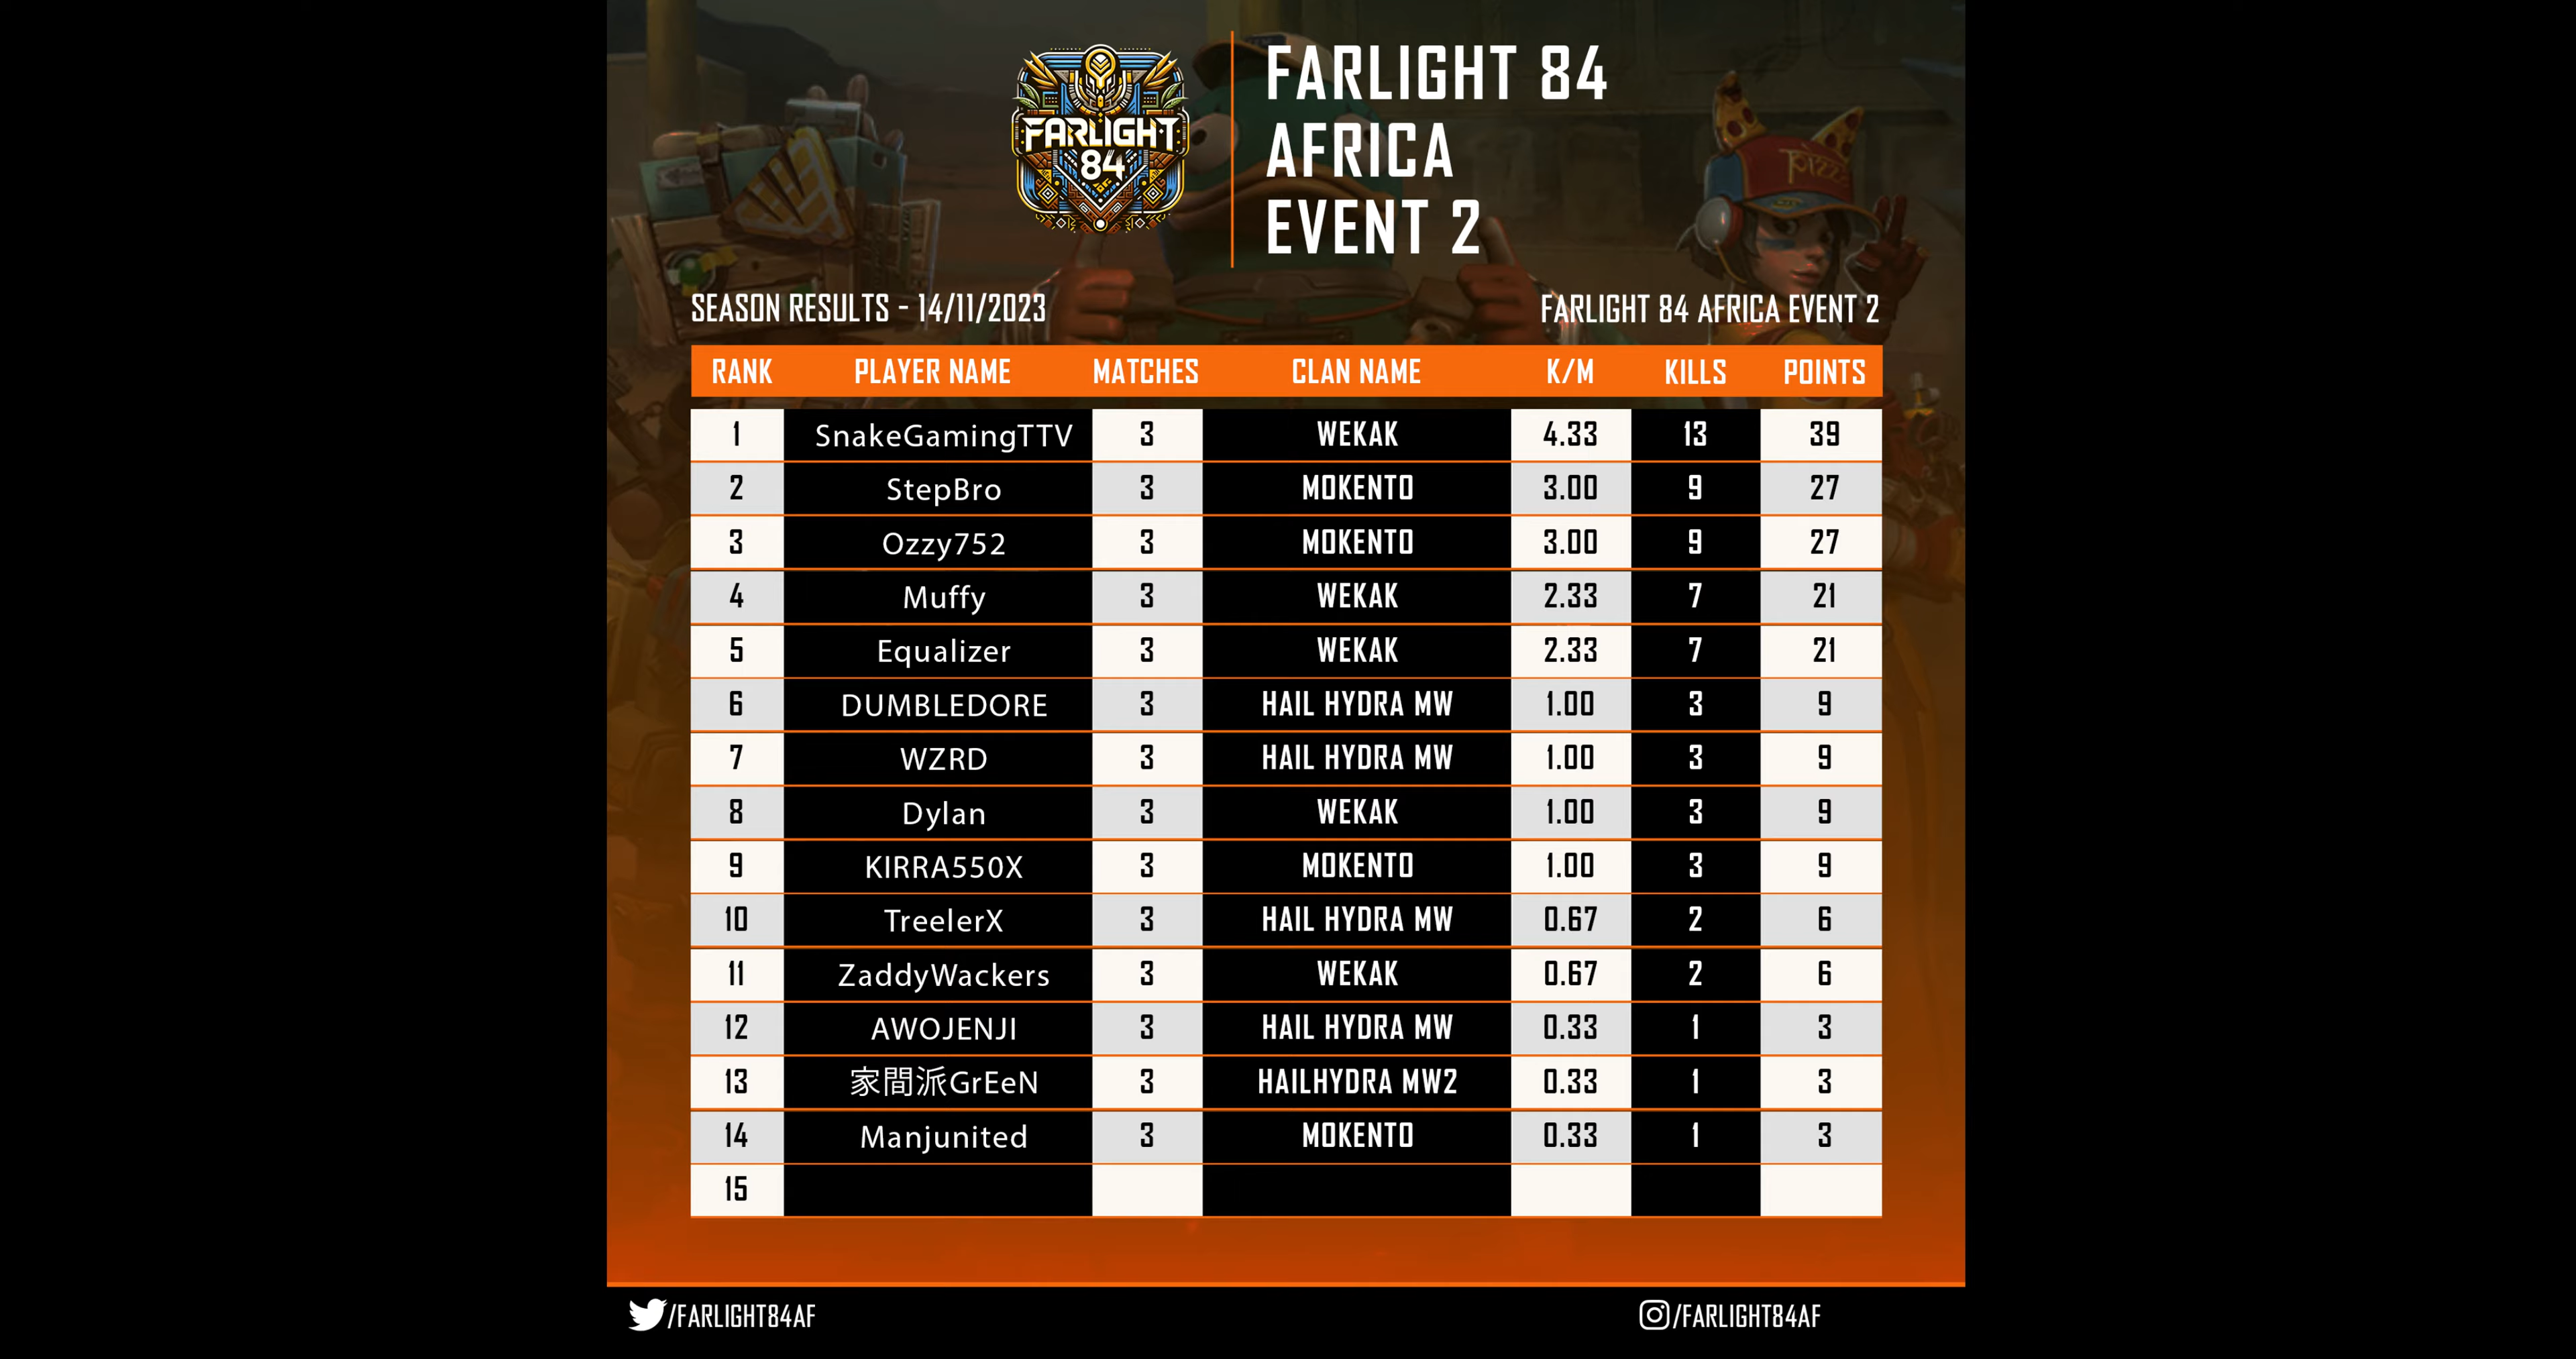 FARLIGHT
84
FARLIGHT 84
AFRICA
EVENT 2
Pizz
SEASON RESULTS - 14/11/2023 FARLIGHT 84 AFRICA EVENT 2
RANK PLAYER NAME MATCHES CLAN NAME K/M KILLS POINTS
1 SnakeGamingTTV 3 WEKAK 4.33 13 39
2 StepBro 3 MOKENTO 3.00 9 27
3 Ozzy752 3 MOKENTO 3.00 9 27
4 Muffy 3 WEKAK 2.33 7 21
5 Equalizer 3 WEKAK 2.33 7 21
6 DUMBLEDORE 3 HAIL HYDRA MW 1.00 3 9
7 WZRD 3 HAIL HYDRA MW 1.00 3 9
8 Dylan 3 WEKAK 1.00 3 9
9 KIRRA550X 3 MOKENTO 1.00 3 9
10 TreelerX 3 HAIL HYDRA MW 0.67 2 6
11 ZaddyWackers 3 WEKAK 0.67 2 6
12 AWOJENJI 3 HAIL HYDRA MW 0.33 1 3
13 家間派GrEeN 3 HAILHYDRA MW2 0.33 1 3
14 Manjunited 3 MOKENTO 0.33 1 3
15
/FARLIGHT84AF /FARLIGHT84AF